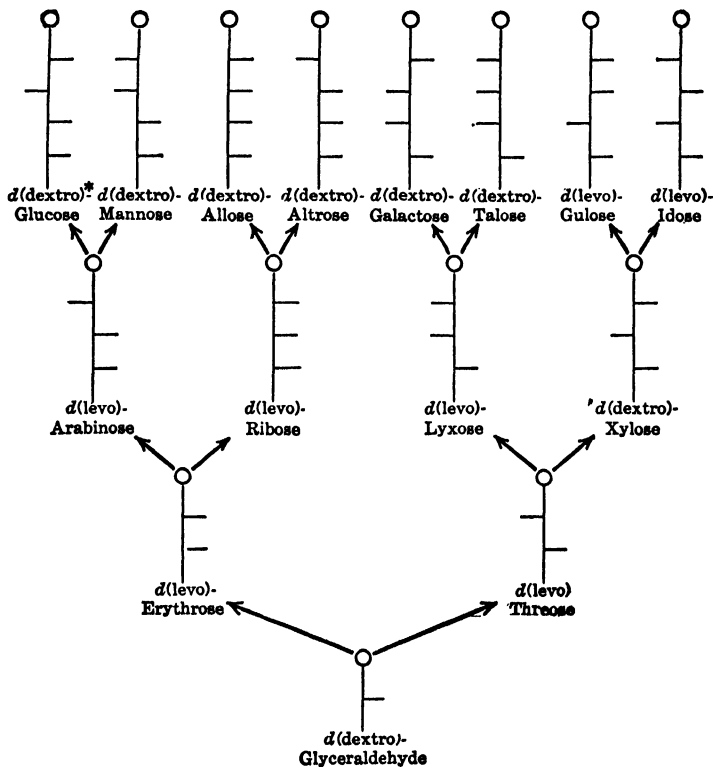 d(dextro)-* d(dextro)- d(dextro)- d(dextro)- d(dextro)- d(dextro)- d(levo)- d(levo)-
Glucose Mannose Allose Altrose Galactose Talose Gulose Idose
d(levo)- d(levo)- d(levo)- d(dextro)-
Arabinose Ribose Lyxose Xylose
d(levo)- d(levo)
Erythrose Threose
d(dextro)-
Glyceraldehyde